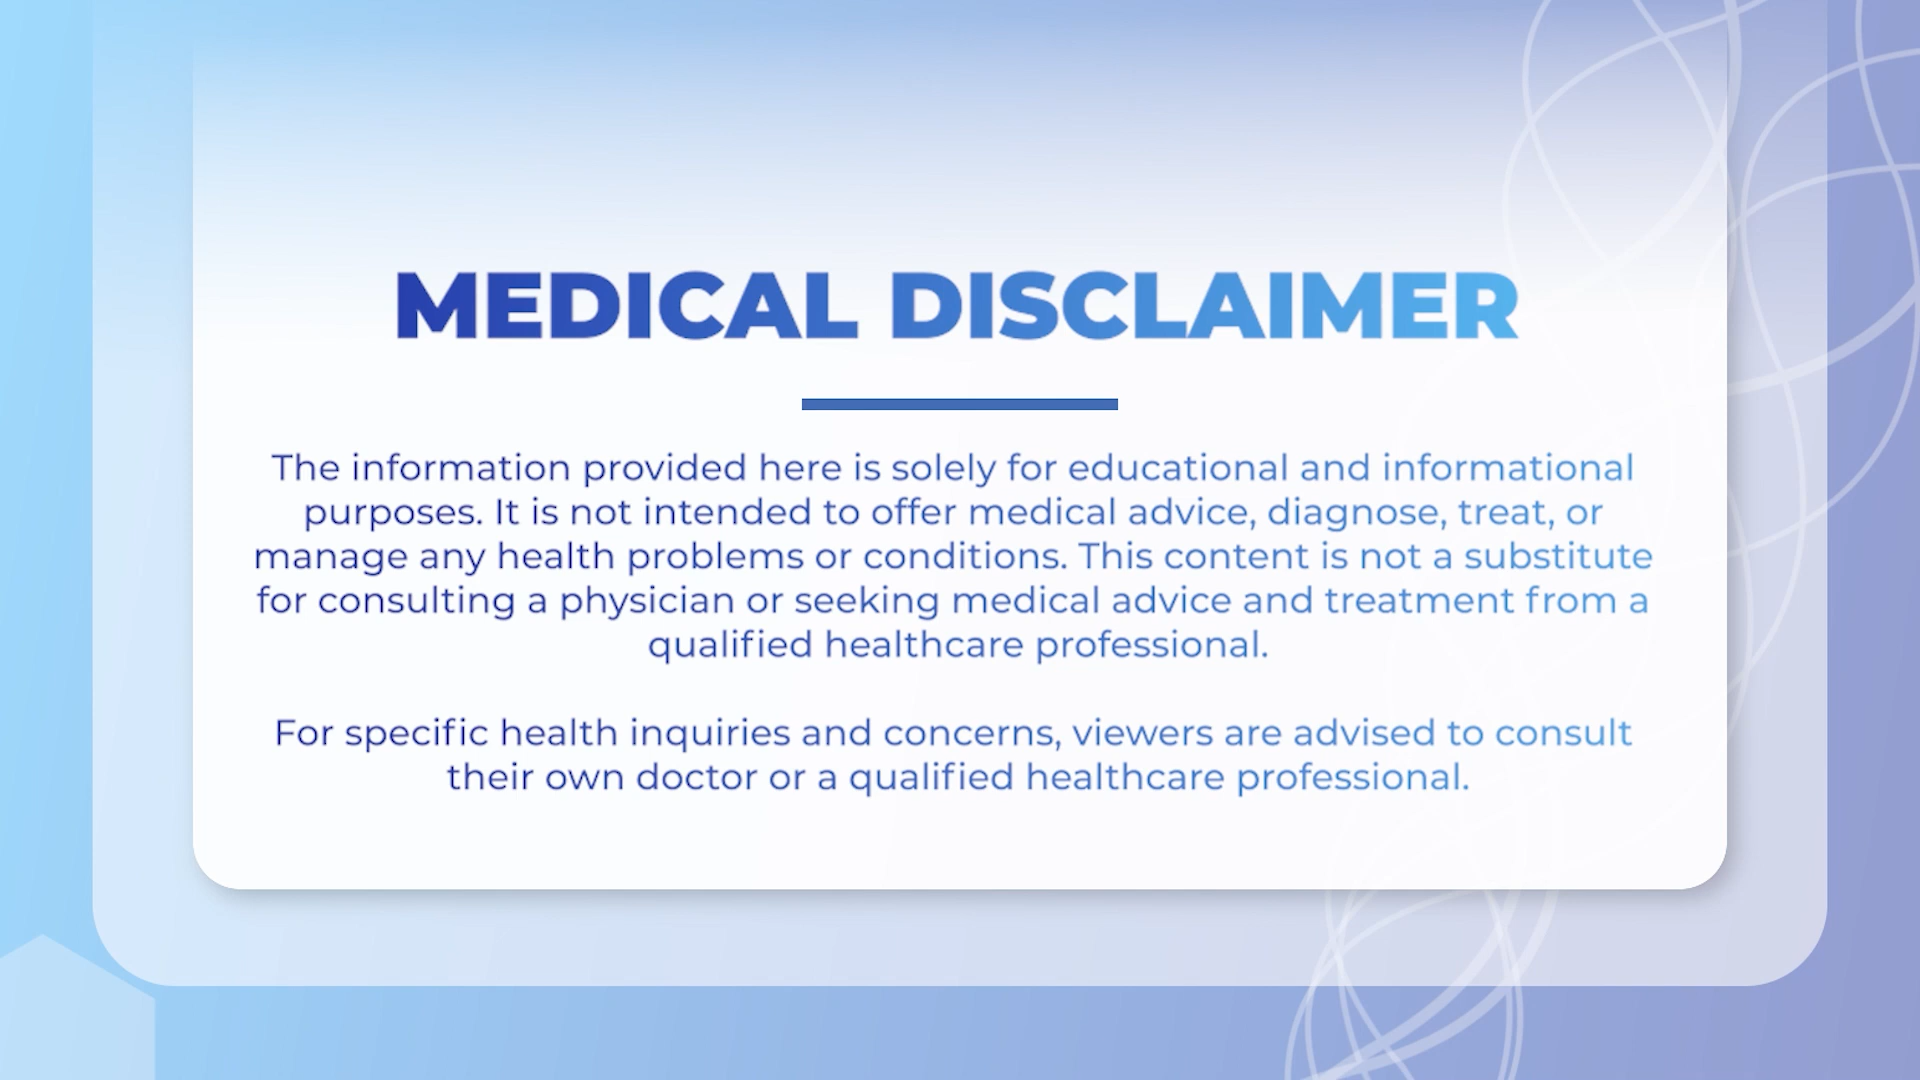 MEDICAL DISCLAIMER
The information provided here is solely for educational and informational
purposes. It is not intended to offer medical advice, diagnose, treat, or
manage any health problems or conditions. This content is not a substitute
for consulting a physician or seeking medical advice and treatment from a
qualified healthcare professional.
For specific health inquiries and concerns, viewers are advised to consult
their own doctor or a qualified healthcare professional.